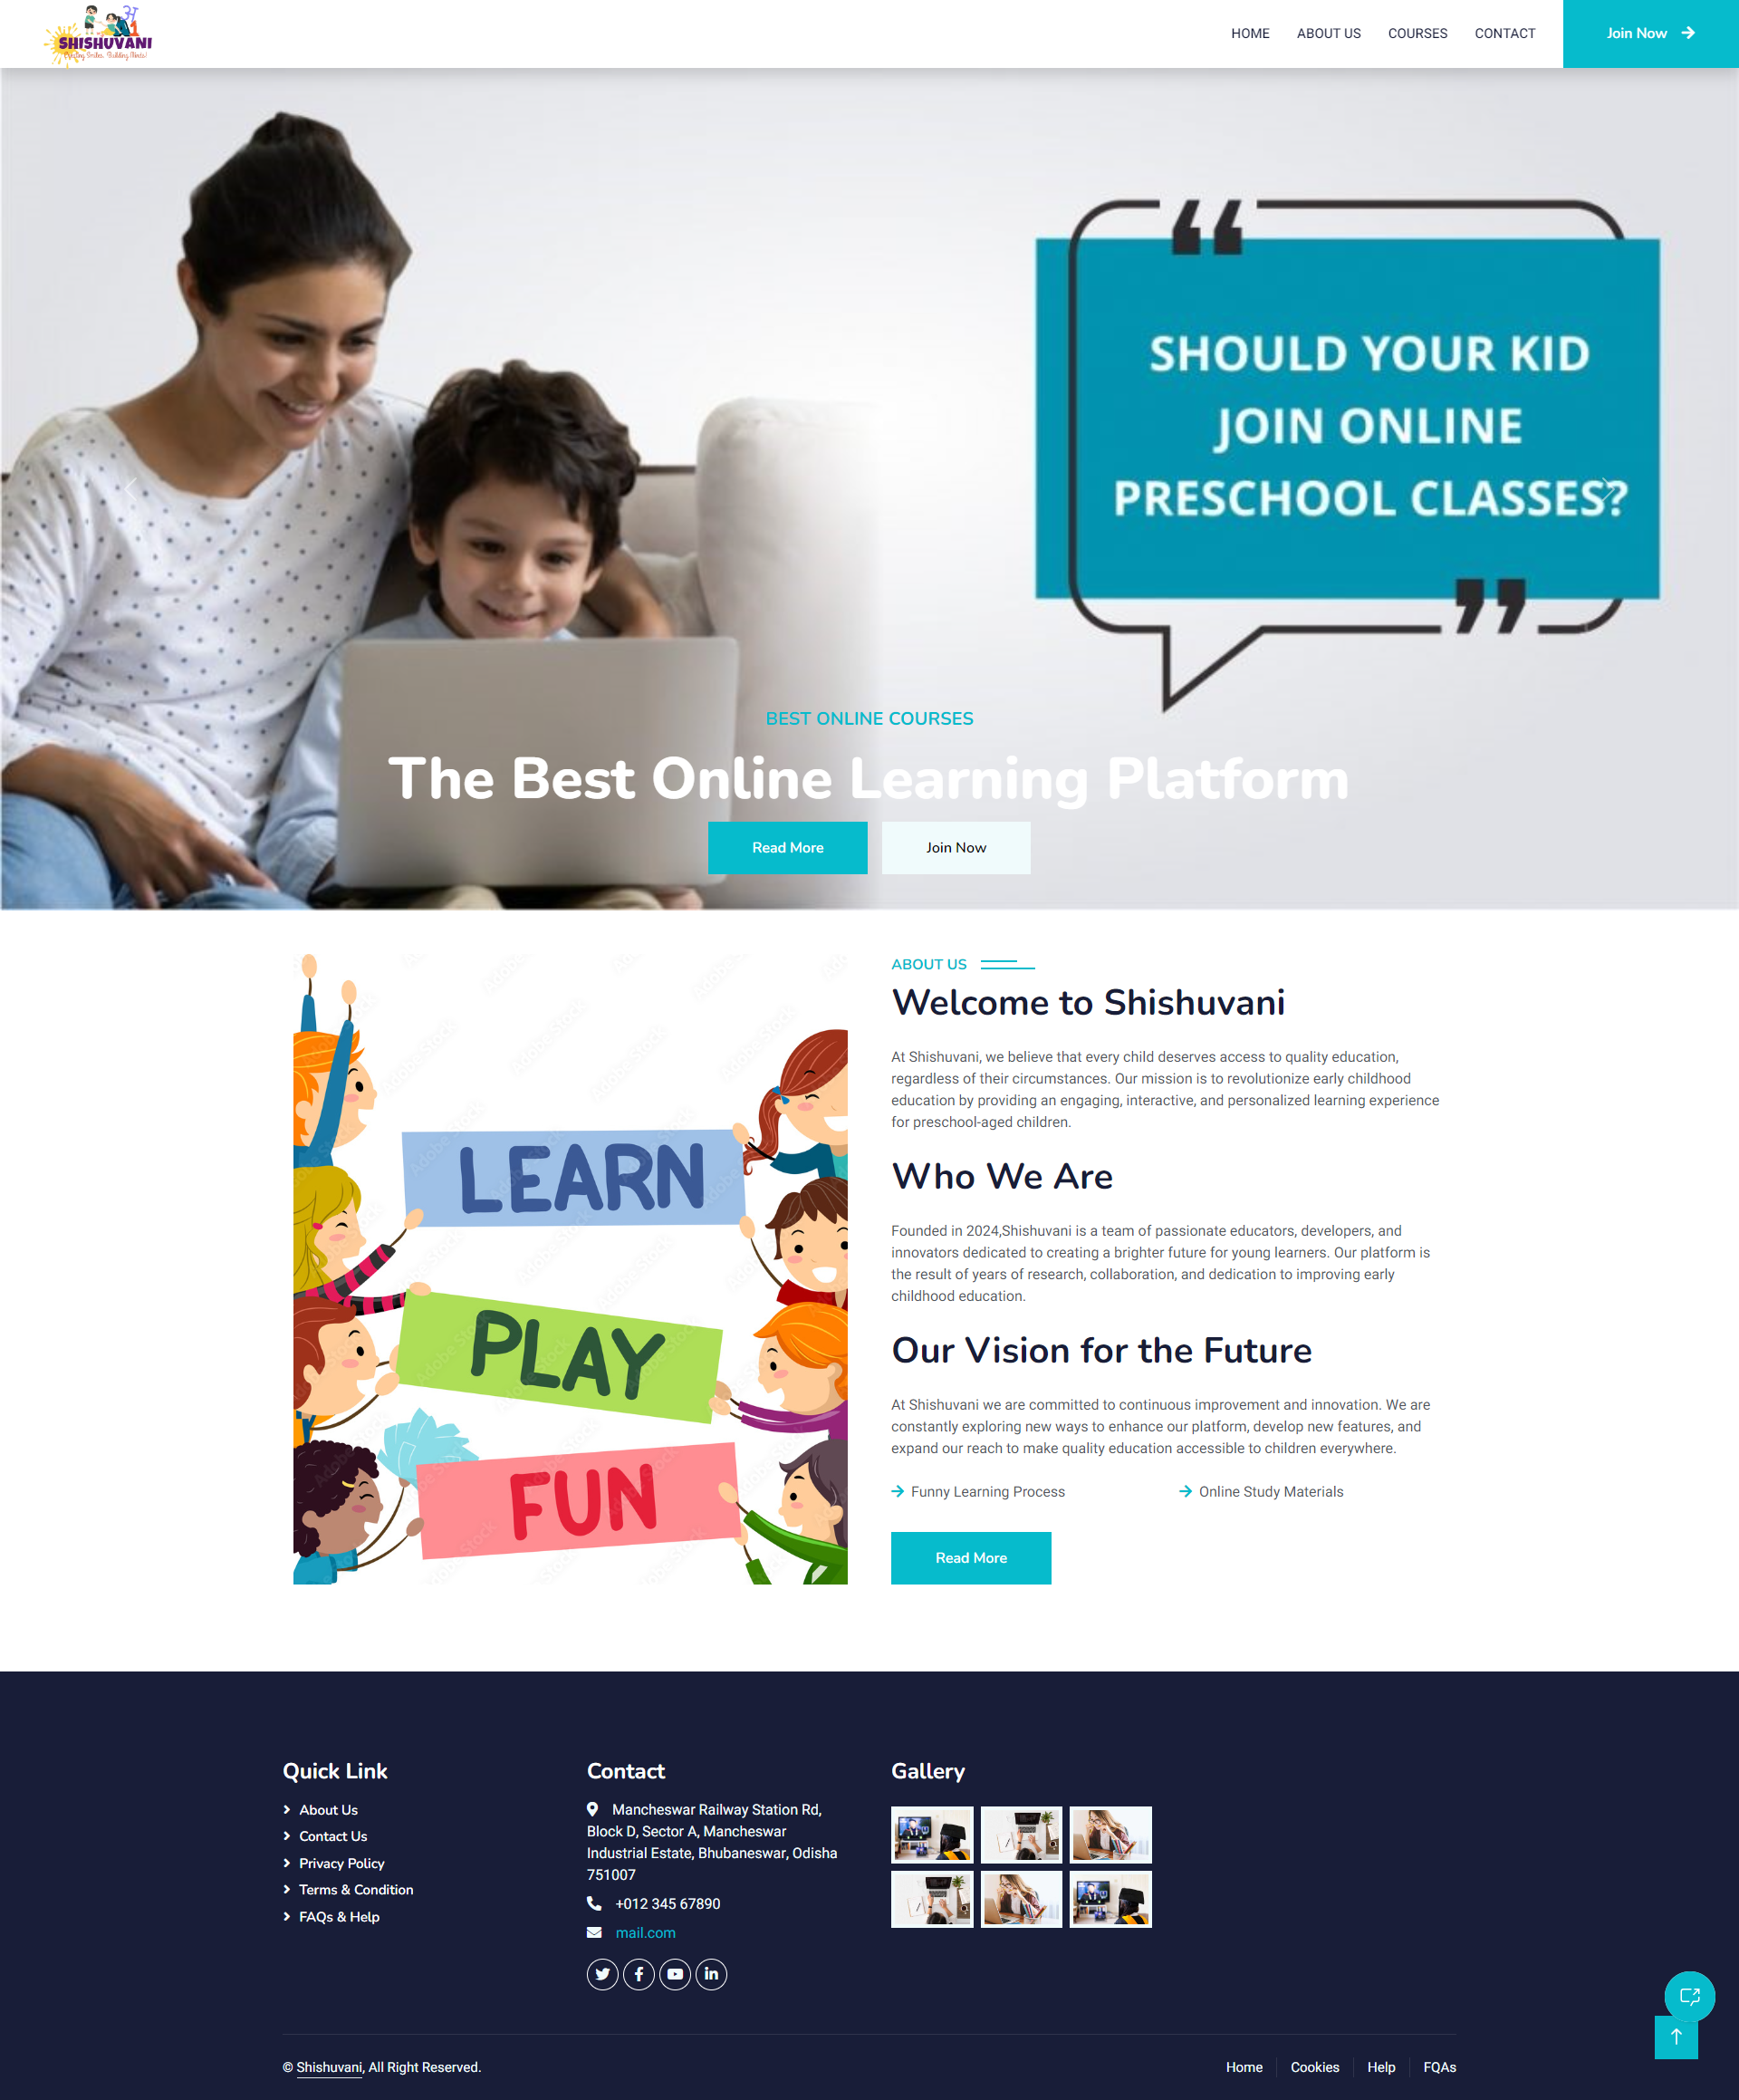 अ
1
SHISHUVANI
Creating Smiles, Building Minds!
HOME ABOUT US COURSES CONTACT Join Now
SHOULD YOUR KID
JOIN ONLINE
PRESCHOOL CLASSES?
BEST ONLINE COURSES
The Best Online Learning Platform
Read More Join Now
LEARN
PLAY
FUN
Adobe Stock
ABOUT US
Welcome to Shishuvani
At Shishuvani, we believe that every child deserves access to quality education,
regardless of their circumstances. Our mission is to revolutionize early childhood
education by providing an engaging, interactive, and personalized learning experience
for preschool-aged children.
Who We Are
Founded in 2024,Shishuvani is a team of passionate educators, developers, and
innovators dedicated to creating a brighter future for young learners. Our platform is
the result of years of research, collaboration, and dedication to improving early
childhood education.
Our Vision for the Future
At Shishuvani we are committed to continuous improvement and innovation. We are
constantly exploring new ways to enhance our platform, develop new features, and
expand our reach to make quality education accessible to children everywhere.
Funny Learning Process Online Study Materials
Read More
Quick Link
About Us
Contact Us
Privacy Policy
Terms & Condition
FAQs & Help
Contact
Mancheswar Railway Station Rd,
Block D, Sector A, Mancheswar
Industrial Estate, Bhubaneswar, Odisha
751007
+012 345 67890
mail.com
Gallery
© Shishuvani, All Right Reserved.
Home Cookies Help FQAs